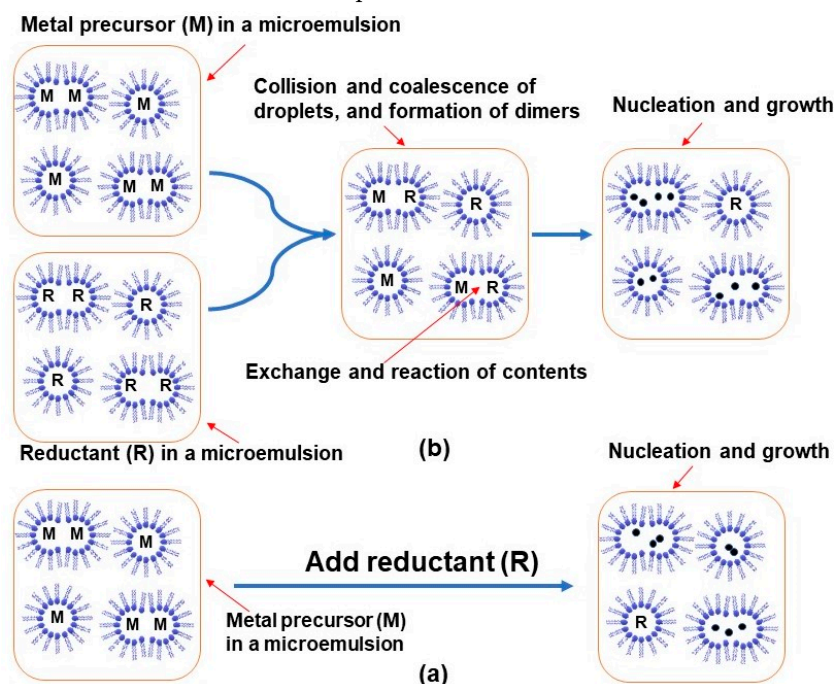 Metal precursor (M) in a microemulsion
M M
M
M
M M
R R
R
R
R R
Reductant (R) in a microemulsion
Collision and coalescence of
droplets, and formation of dimers
M R
R
M
M R
Exchange and reaction of contents
Nucleation and growth
R
(b)
M M
M
M
M M
Metal precursor (M)
in a microemulsion
Add reductant (R)
Nucleation and growth
R
(a)